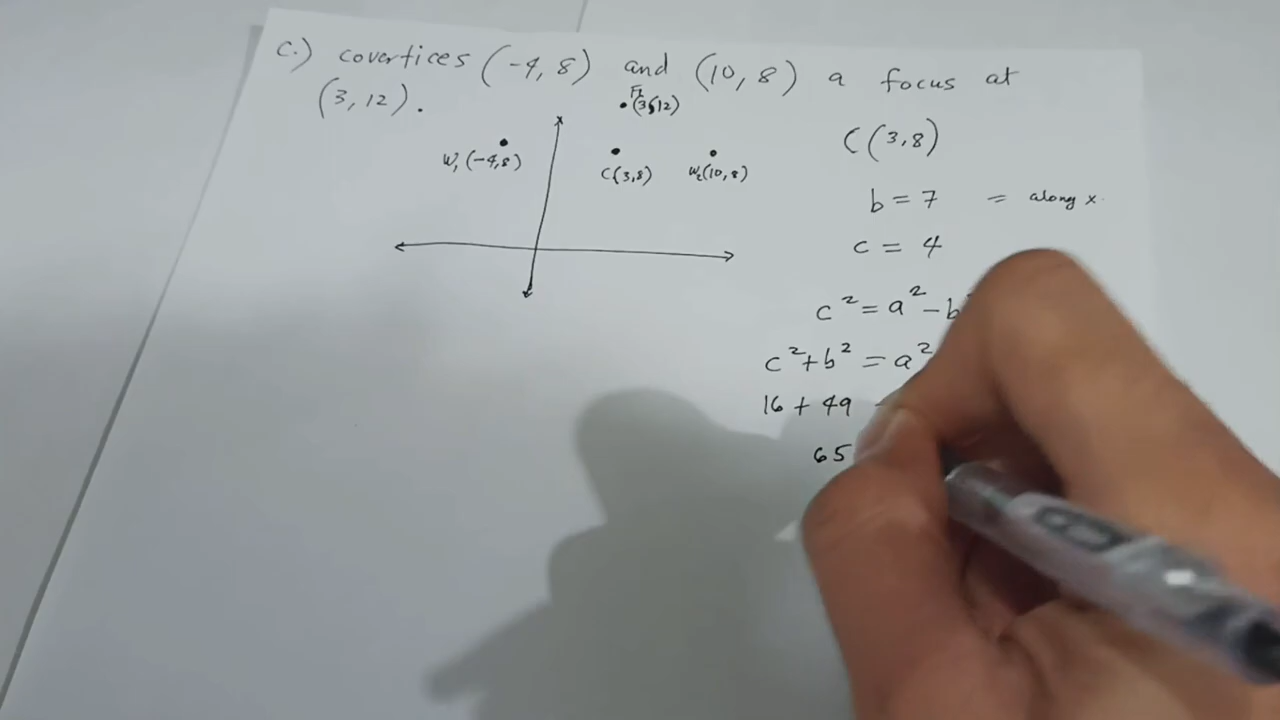 c.) covertices (-4, 8) and (10, 8) a focus at
(3, 12).
F1
(3,12)
C(3,8)
W1(-4,8)
C(3,8)
W2(10,8)
b = 7 = along x
c = 4
c² = a² - b
c² + b² = a²
16 + 49
65